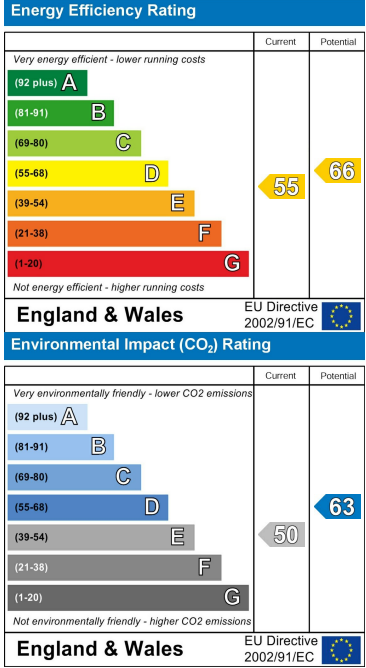 Energy Efficiency Rating
Current Potential
Very energy efficient - lower running costs
(92 plus) A
(81-91) B
(69-80) C
(55-68) D
(39-54) E
(21-38) F
(1-20) G
55
66
Not energy efficient - higher running costs
England & Wales
EU Directive
2002/91/EC
Environmental Impact (CO₂) Rating
Current Potential
Very environmentally friendly - lower CO2 emissions
(92 plus) A
(81-91) B
(69-80) C
(55-68) D
(39-54) E
(21-38) F
(1-20) G
50
63
Not environmentally friendly - higher CO2 emissions
England & Wales
EU Directive
2002/91/EC